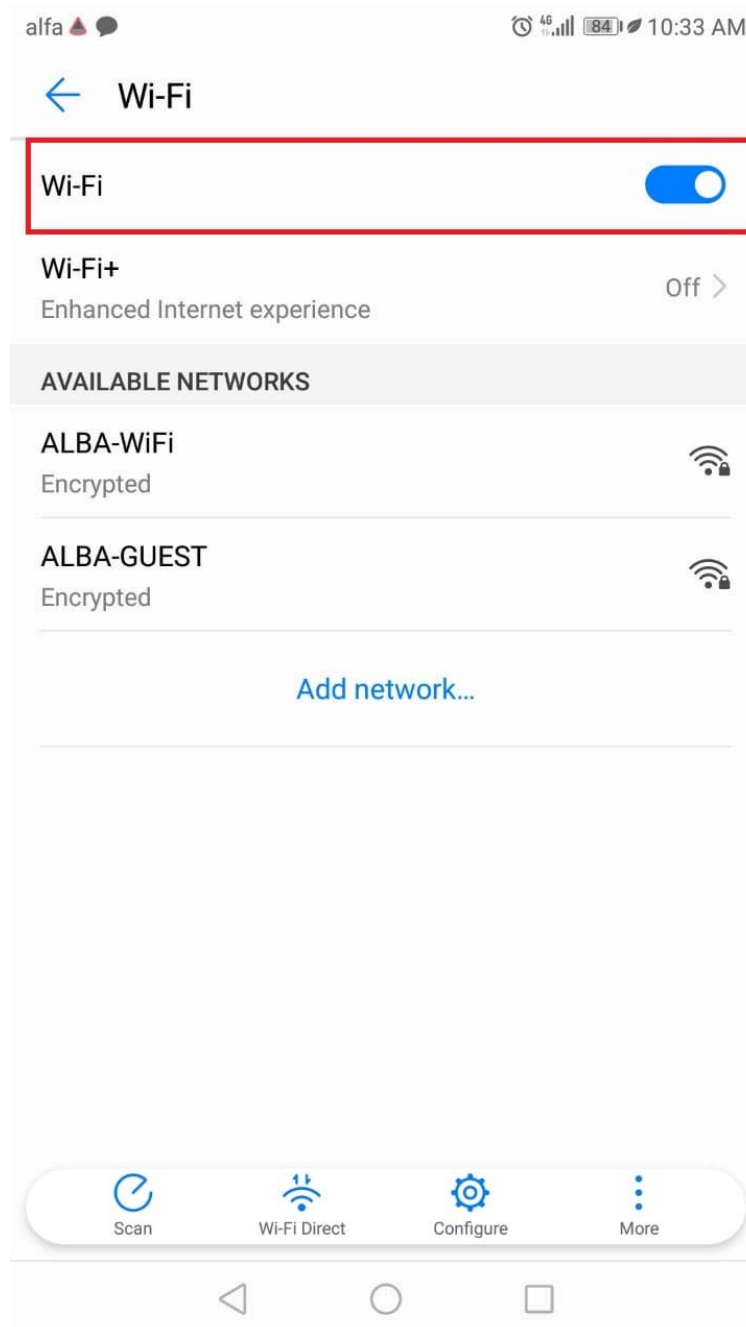 alfa 4G 84 10:33 AM
Wi-Fi
Wi-Fi
Wi-Fi+
Off
Enhanced Internet experience
AVAILABLE NETWORKS
ALBA-WiFi
Encrypted
ALBA-GUEST
Encrypted
Add network...
Scan Wi-Fi Direct Configure More